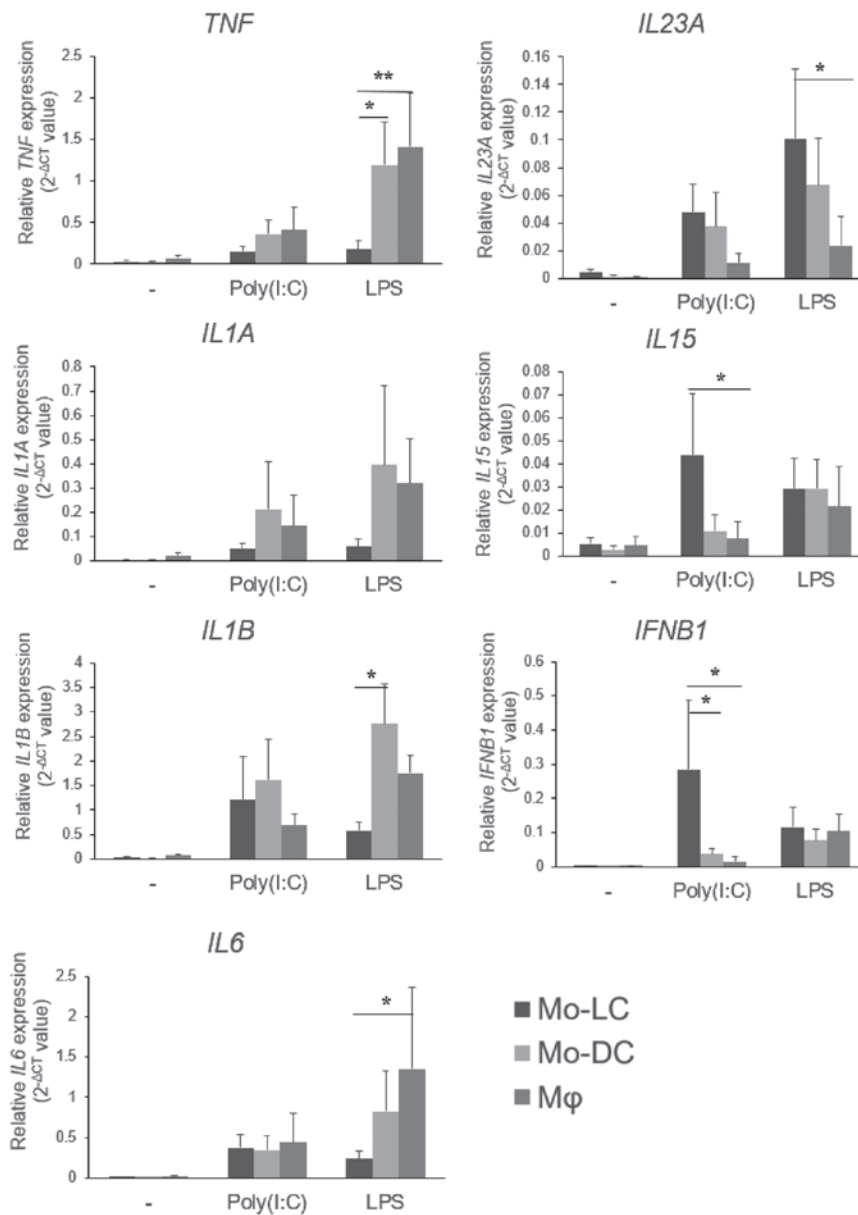 TNF
Relative TNF expression
(2-ΔCT value)
2.5
2
1.5
1
0.5
0
**
*
-
Poly(I:C)
LPS
IL23A
Relative IL23A expression
(2-ΔCT value)
0.16
0.14
0.12
0.1
0.08
0.06
0.04
0.02
0
*
-
Poly(I:C)
LPS
IL1A
Relative IL1A expression
(2-ΔCT value)
0.8
0.7
0.6
0.5
0.4
0.3
0.2
0.1
0
-
Poly(I:C)
LPS
IL15
Relative IL15 expression
(2-ΔCT value)
0.08
0.07
0.06
0.05
0.04
0.03
0.02
0.01
0
*
-
Poly(I:C)
LPS
IL1B
Relative IL1B expression
(2-ΔCT value)
4
3.5
3
2.5
2
1.5
1
0.5
0
*
-
Poly(I:C)
LPS
IFNB1
Relative IFNB1 expression
(2-ΔCT value)
0.6
0.5
0.4
0.3
0.2
0.1
0
*
*
-
Poly(I:C)
LPS
IL6
Relative IL6 expression
(2-ΔCT value)
2.5
2
1.5
1
0.5
0
*
-
Poly(I:C)
LPS
Mo-LC
Mo-DC
Mφ